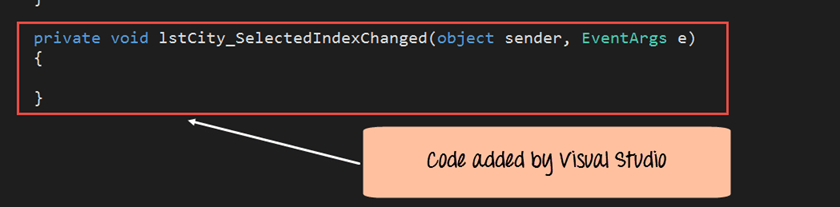 }
private void lstCity_SelectedIndexChanged(object sender, EventArgs e)
{
}
Code added by Visual Studio